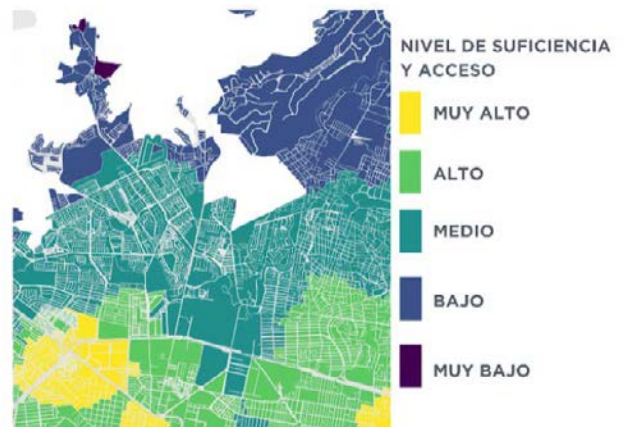 NIVEL DE SUFICIENCIA
Y ACCESO
MUY ALTO
ALTO
MEDIO
BAJO
MUY BAJO